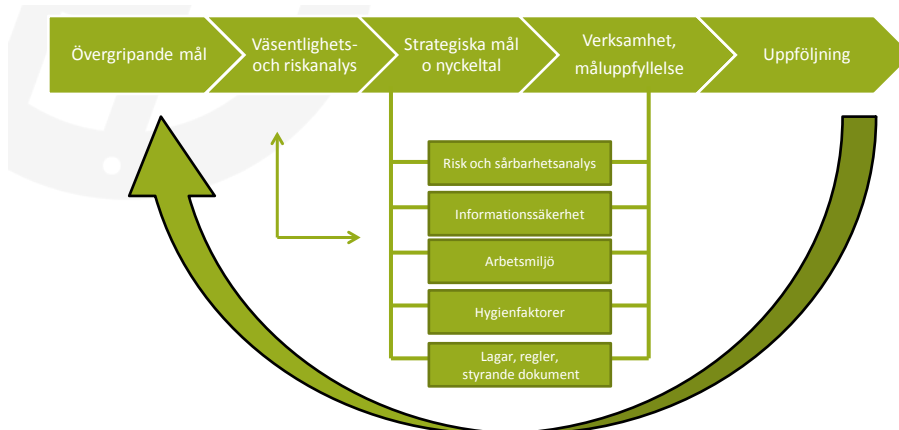 Övergripande mål
Väsentlighets-
och riskanalys
Strategiska mål
o nyckeltal
Verksamhet,
måluppfyllelse
Uppföljning
Risk och sårbarhetsanalys
Informationssäkerhet
Arbetsmiljö
Hygienfaktorer
Lagar, regler,
styrande dokument